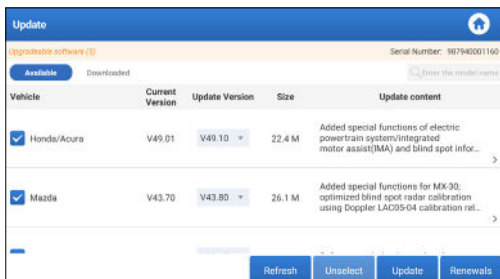 Update
Upgradeable software (5)
Serial Number: 987940001160
Available Downloaded Enter the model name
Vehicle Current Version Update Version Size Update content
Honda/Acura V49.01 V49.10 22.4 M Added special functions of electric
powertrain system/integrated
motor assist(IMA) and blind spot infor...
Mazda V43.70 V43.80 26.1 M Added special functions for MX-30;
optimized blind spot radar calibration
using Doppler LAC05-04 calibration rel...
Refresh Unselect Update Renewals